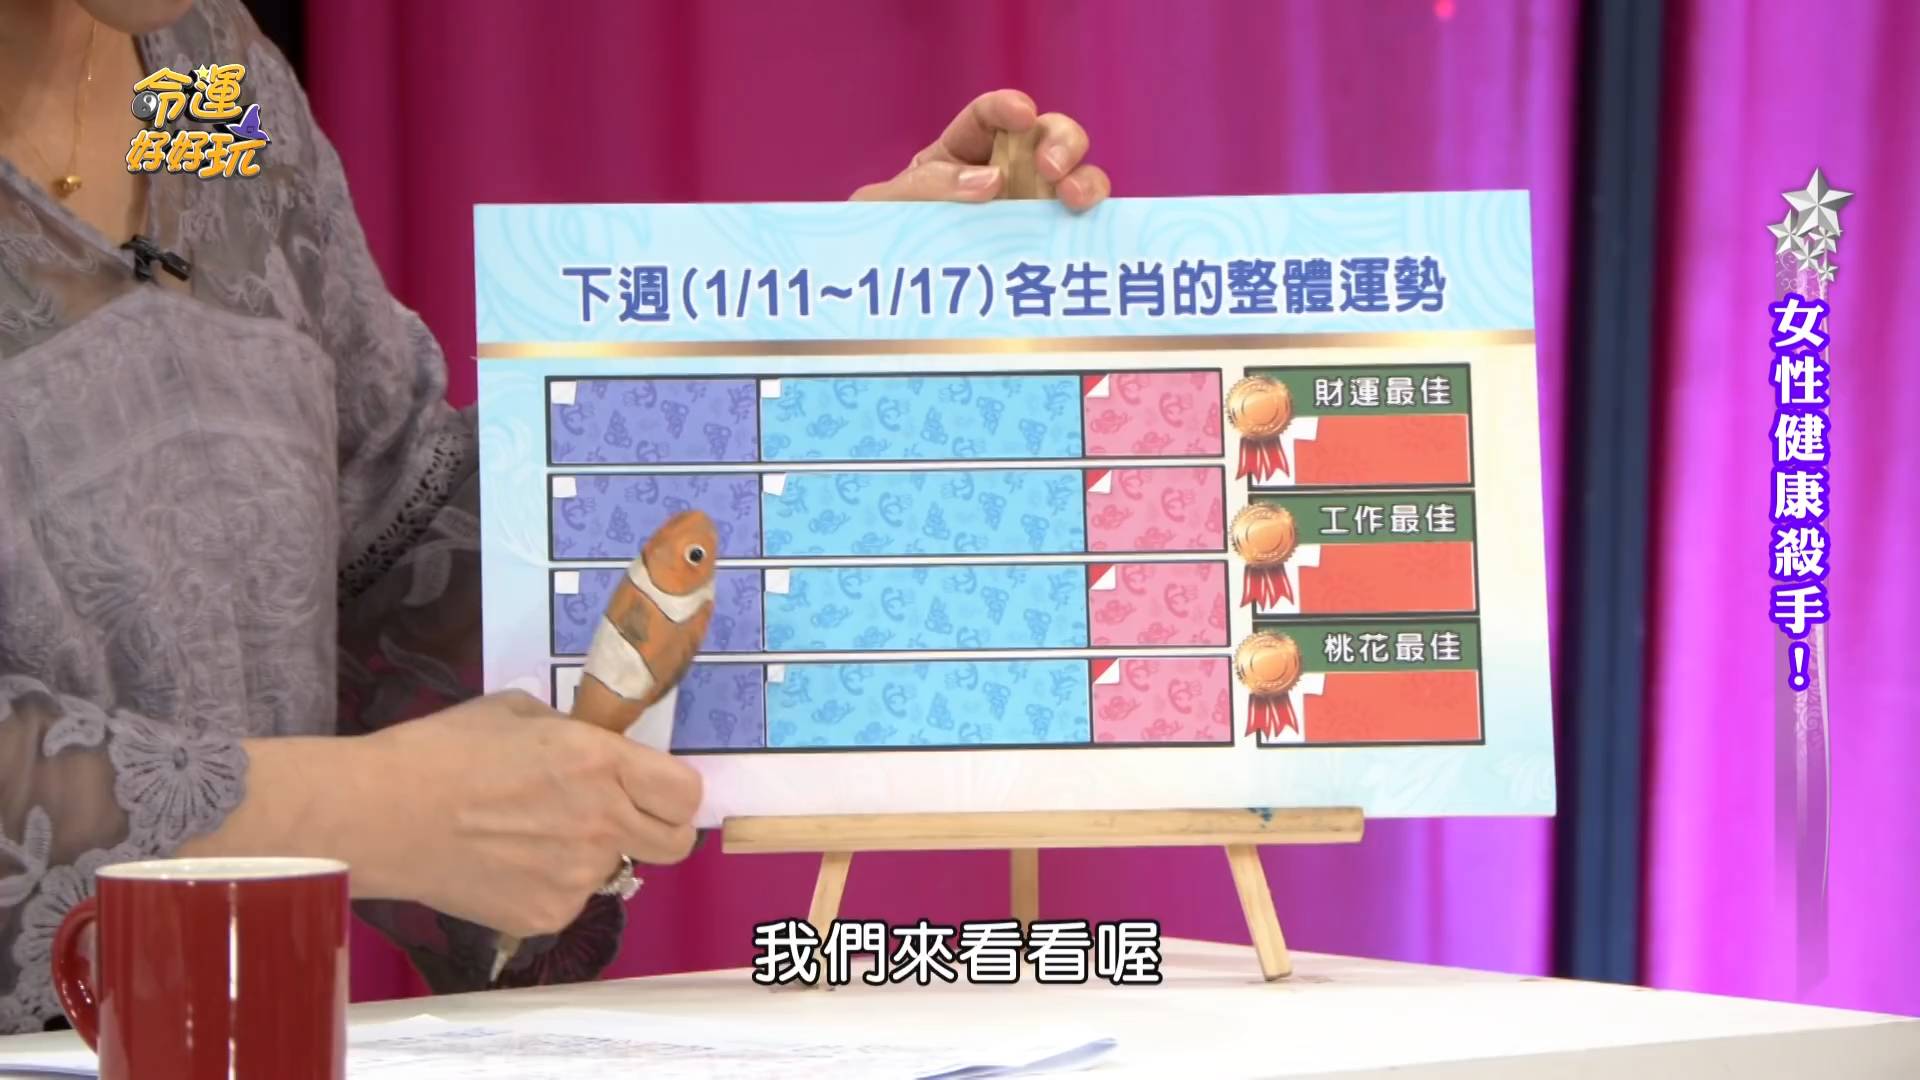 命運
好好玩
下週(1/11~1/17)各生肖的整體運勢
財運最佳
工作最佳
桃花最佳
女性健康殺手!
我們來看看喔